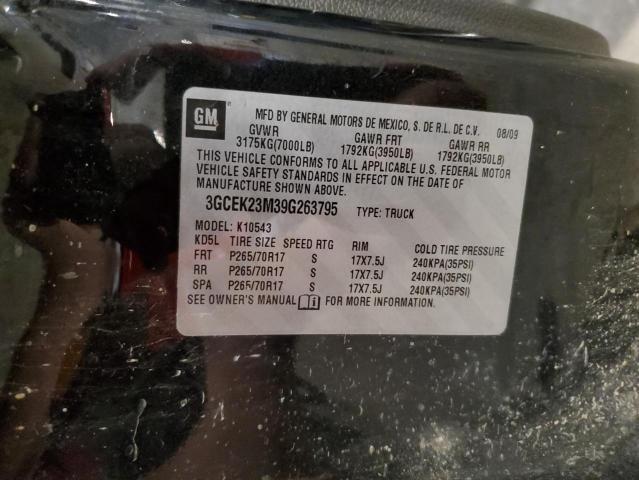 GM
MFD BY GENERAL MOTORS DE MEXICO, S. DE R.L. DE C.V. 08/09
GVWR GAWR FRT GAWR RR
3175KG(7000LB) 1792KG(3950LB) 1792KG(3950LB)
THIS VEHICLE CONFORMS TO ALL APPLICABLE U.S. FEDERAL MOTOR
VEHICLE SAFETY STANDARDS IN EFFECT ON THE DATE OF
MANUFACTURE SHOWN ABOVE.
3GCEK23M39G263795 TYPE: TRUCK
MODEL: K10543
KD5L TIRE SIZE SPEED RTG RIM COLD TIRE PRESSURE
FRT P265/70R17 S 17X7.5J 240KPA(35PSI)
RR P265/70R17 S 17X7.5J 240KPA(35PSI)
SPA P265/70R17 S 17X7.5J 240KPA(35PSI)
SEE OWNER'S MANUAL FOR MORE INFORMATION.